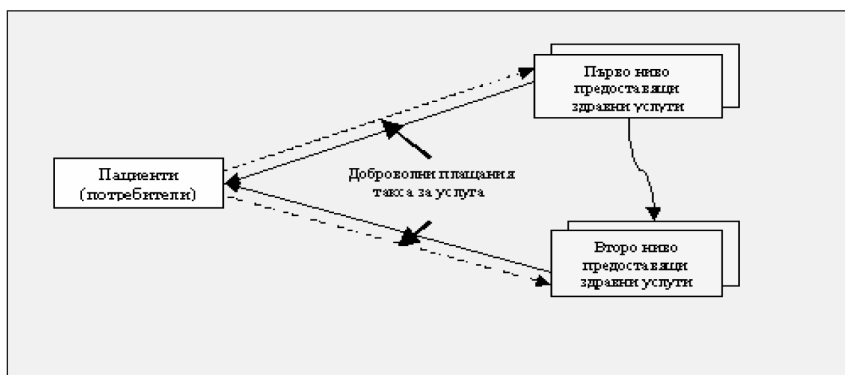 Първо ниво
предоставящи
здравни услуги
Пациенти
(потребители)
Доброволни плащания
такса за услуга
Второ ниво
предоставящи
здравни услуги